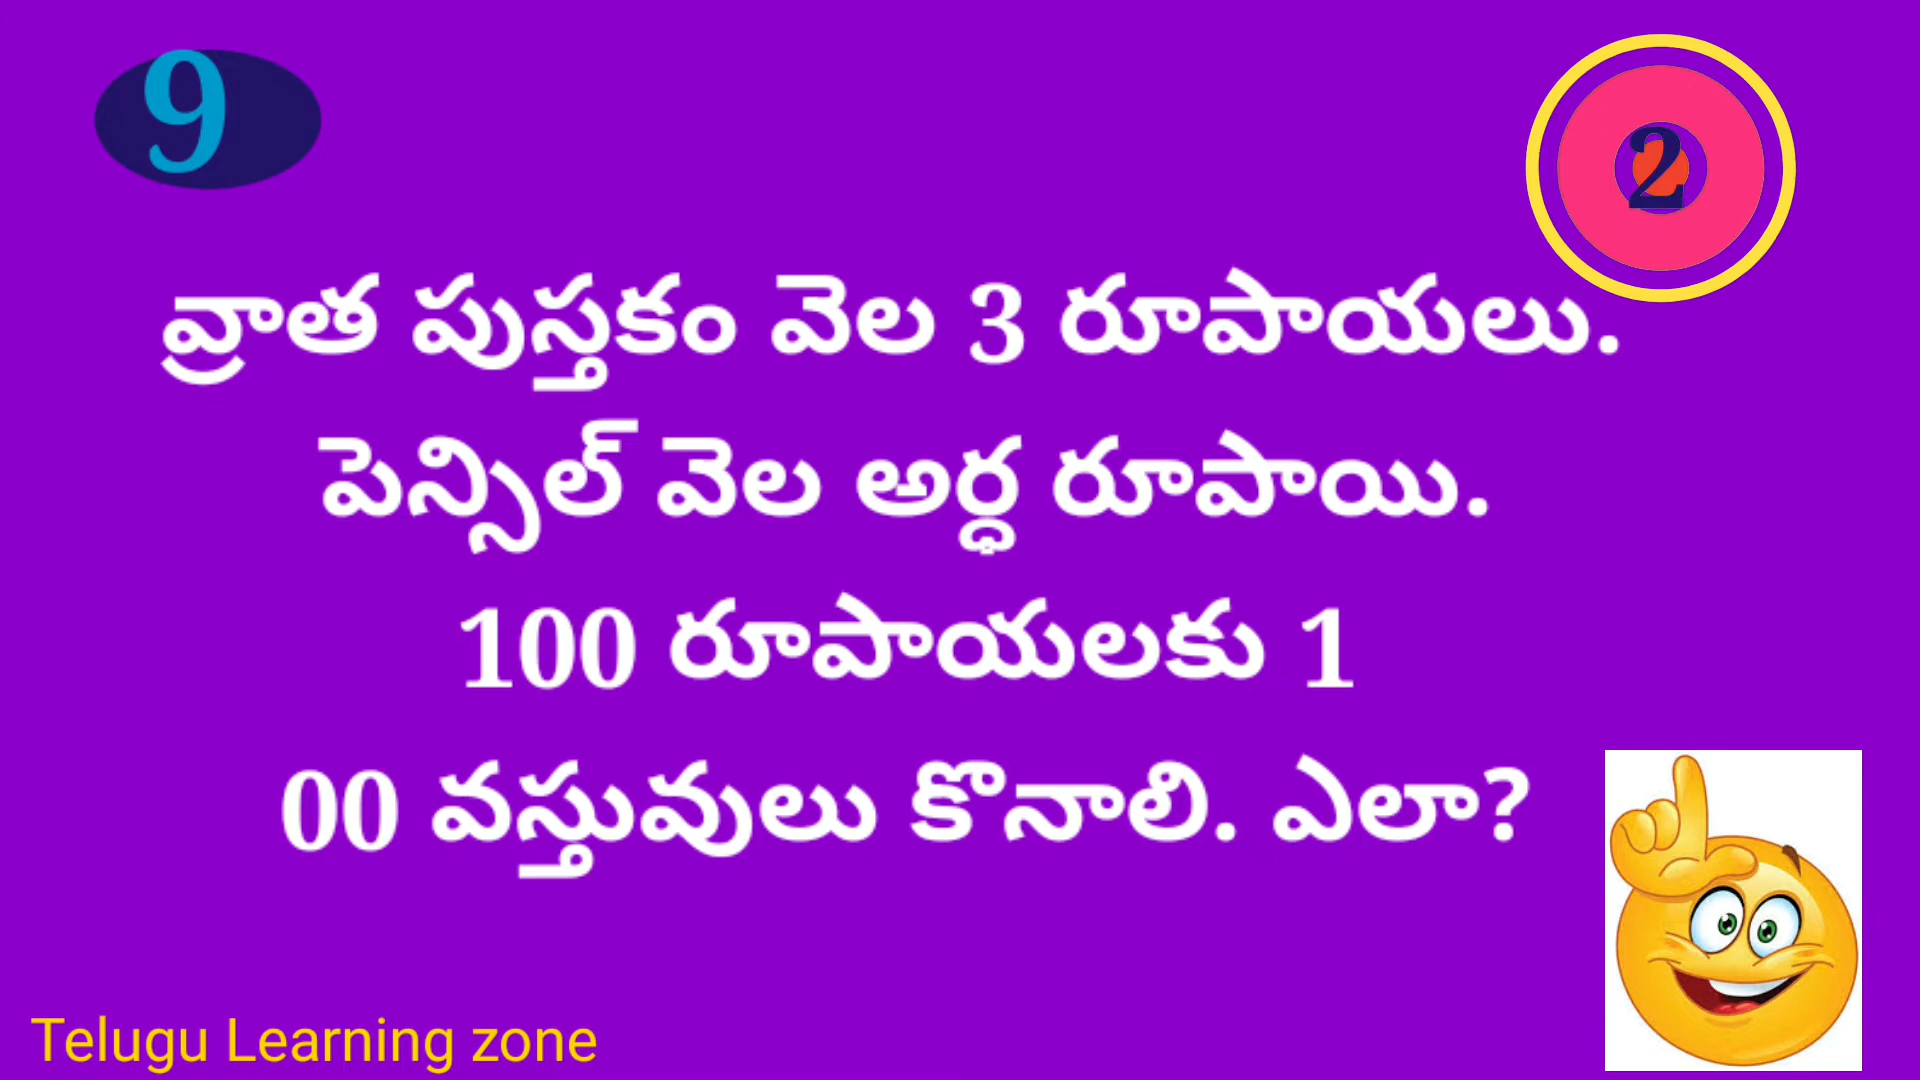 9
2
వ్రాత పుస్తకం వెల 3 రూపాయలు.
పెన్సిల్ వెల అర్ధ రూపాయి.
100 రూపాయలకు 1
00 వస్తువులు కొనాలి. ఎలా?
Telugu Learning zone